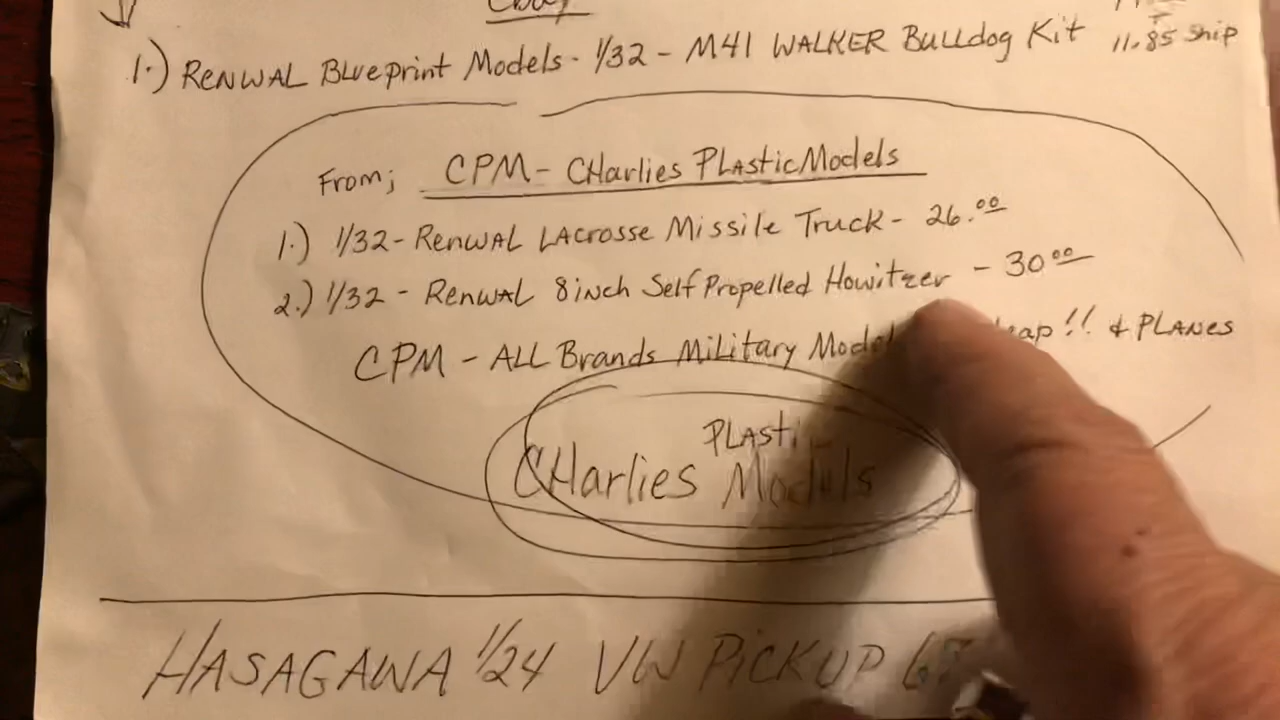 Ebay
11.85 Ship
1.) RENWAL Blueprint Models - 1/32 - M41 WALKER Bulldog Kit
From; CPM - CHarlies PLasticModels
1.) 1/32 - RenwAL LAcrosse Missile Truck - 26.00
2.) 1/32 - RenwAL 8inch Self Propelled Howitzer - 30 00
CPM - ALL Brands Military & PLANES
CHarlies Models
HASAGAWA 1/24 VW PiCKUP